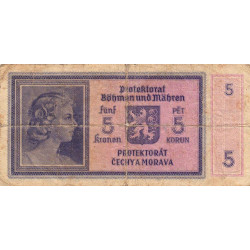 Protektorat
Böhmen und Mähren
Fünf PĚT
5 5
Kronen KORUN
PROTEKTORÁT
ČECHY A MORAVA
5
5